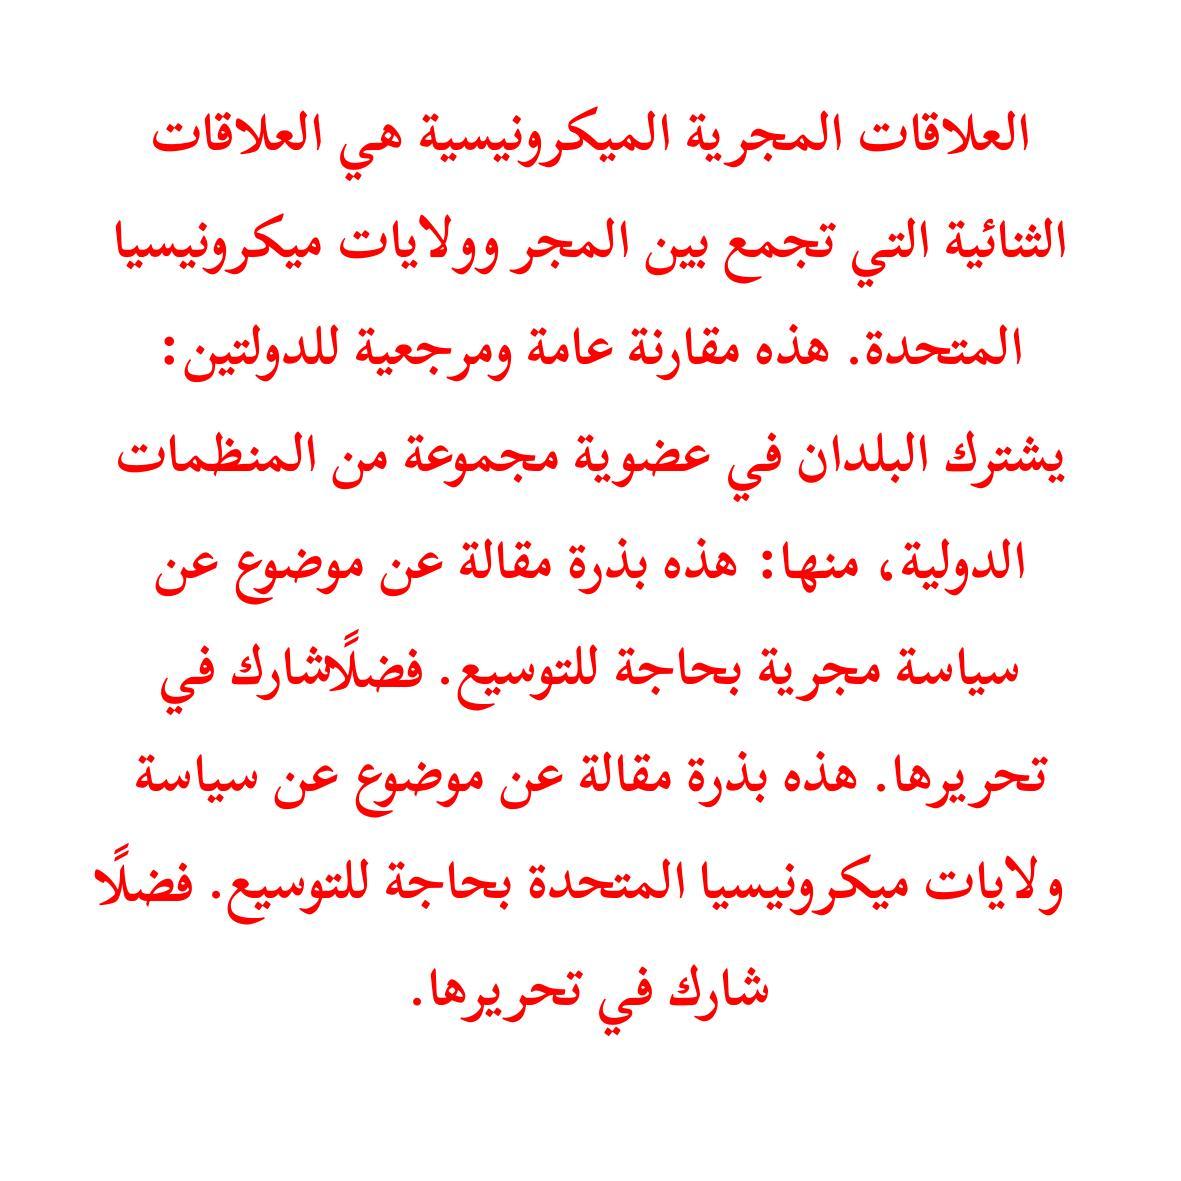 العلاقات المجرية الميكرونيسية هي العلاقات
الثنائية التي تجمع بين المجر وولايات ميكرونيسيا
المتحدة. هذه مقارنة عامة ومرجعية للدولتين:
يشترك البلدان في عضوية مجموعة من المنظمات
الدولية، منها: هذه بذرة مقالة عن موضوع عن
سياسة مجرية بحاجة للتوسيع. فضلًاشارك في
تحريرها. هذه بذرة مقالة عن موضوع عن سياسة
ولايات ميكرونيسيا المتحدة بحاجة للتوسيع. فضلًا
شارك في تحريرها.